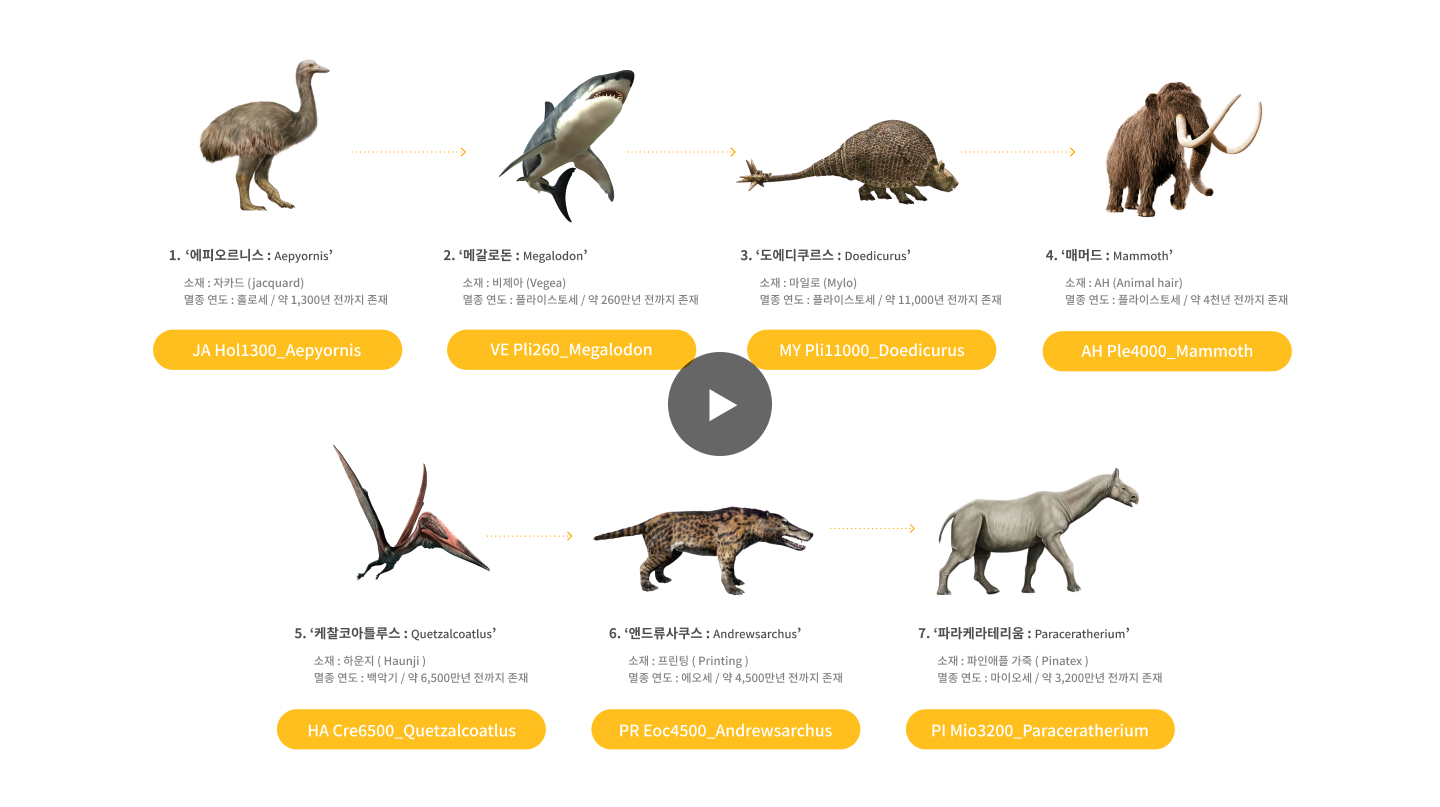 1. ‘에피오르니스 : Aepyornis’
소재 : 자카드 (jacquard)
멸종 연도 : 홀로세 / 약 1,300년 전까지 존재
JA Hol1300_Aepyornis
2. ‘메갈로돈 : Megalodon’
소재 : 비제아 (Vegea)
멸종 연도 : 플라이스토세 / 약 260만년 전까지 존재
VE Pli260_Megalodon
3. ‘도에디쿠르스 : Doedicurus’
소재 : 마일로 (Mylo)
멸종 연도 : 플라이스토세 / 약 11,000년 전까지 존재
MY Pli11000_Doedicurus
4. ‘매머드 : Mammoth’
소재 : AH (Animal hair)
멸종 연도 : 플라이스토세 / 약 4천년 전까지 존재
AH Ple4000_Mammoth
5. ‘케찰코아틀루스 : Quetzalcoatlus’
소재 : 하운지 ( Haunji )
멸종 연도 : 백악기 / 약 6,500만년 전까지 존재
HA Cre6500_Quetzalcoatlus
6. ‘앤드류사쿠스 : Andrewsarchus’
소재 : 프린팅 ( Printing )
멸종 연도 : 에오세 / 약 4,500만년 전까지 존재
PR Eoc4500_Andrewsarchus
7. ‘파라케라테리움 : Paraceratherium’
소재 : 파인애플 가죽 ( Pinatex )
멸종 연도 : 마이오세 / 약 3,200만년 전까지 존재
PI Mio3200_Paraceratherium